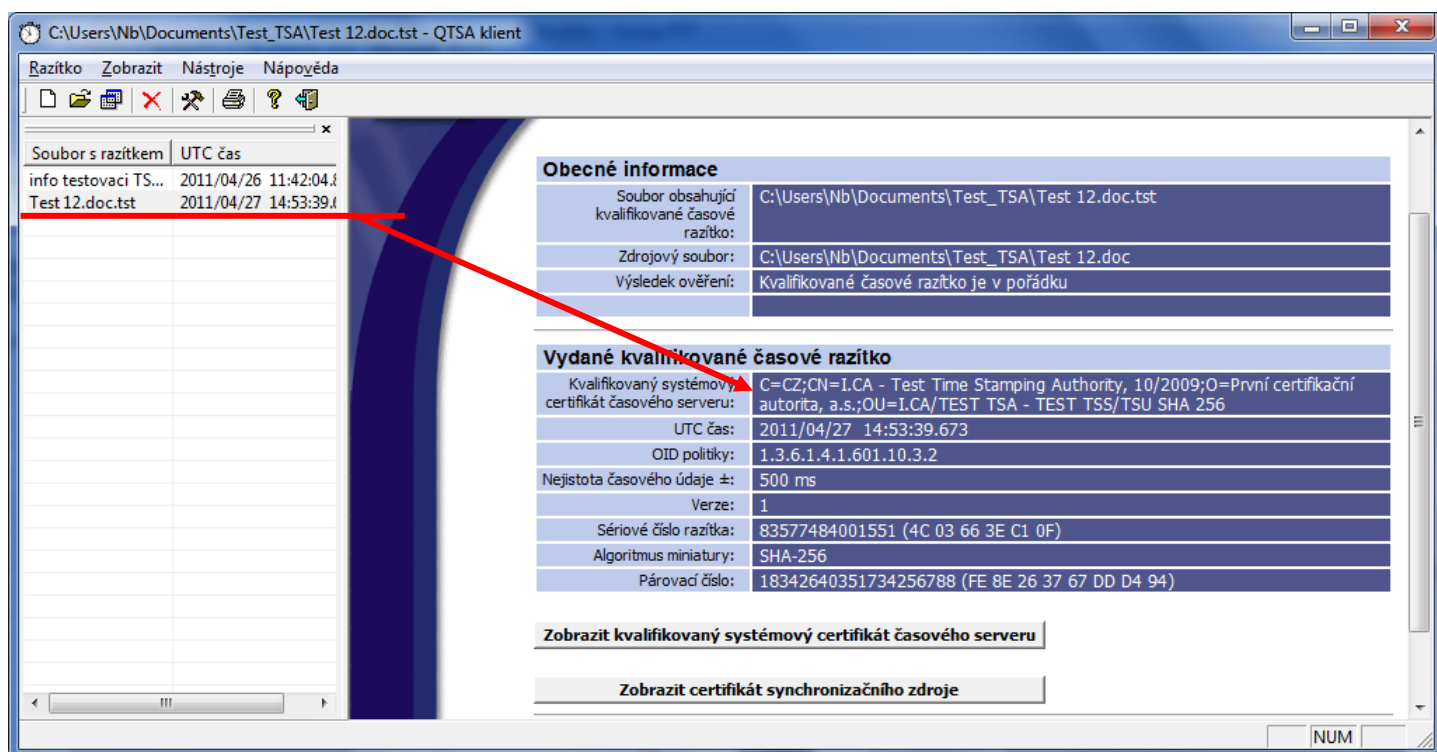 C:\Users\Nb\Documents\Test_TSA\Test 12.doc.tst - QTSA klient
Razítko Zobrazit Nástroje Nápověda
Soubor s razítkem UTC čas
info testovaci TS... 2011/04/26 11:42:04.8
Test 12.doc.tst 2011/04/27 14:53:39.6
Obecné informace
Soubor obsahující
kvalifikované časové
razítko:
C:\Users\Nb\Documents\Test_TSA\Test 12.doc.tst
Zdrojový soubor: C:\Users\Nb\Documents\Test_TSA\Test 12.doc
Výsledek ověření: Kvalifikované časové razítko je v pořádku
Vydané kvalifikované časové razítko
Kvalifikovaný systémový
certifikát časového serveru:
C=CZ;CN=I.CA - Test Time Stamping Authority, 10/2009;O=První certifikační
autorita, a.s.;OU=I.CA/TEST TSA - TEST TSS/TSU SHA 256
UTC čas: 2011/04/27 14:53:39.673
OID politiky: 1.3.6.1.4.1.601.10.3.2
Nejistota časového údaje ±: 500 ms
Verze: 1
Sériové číslo razítka: 83577484001551 (4C 03 66 3E C1 0F)
Algoritmus miniatury: SHA-256
Párovací číslo: 18342640351734256788 (FE 8E 26 37 67 DD D4 94)
Zobrazit kvalifikovaný systémový certifikát časového serveru
Zobrazit certifikát synchronizačního zdroje
NUM